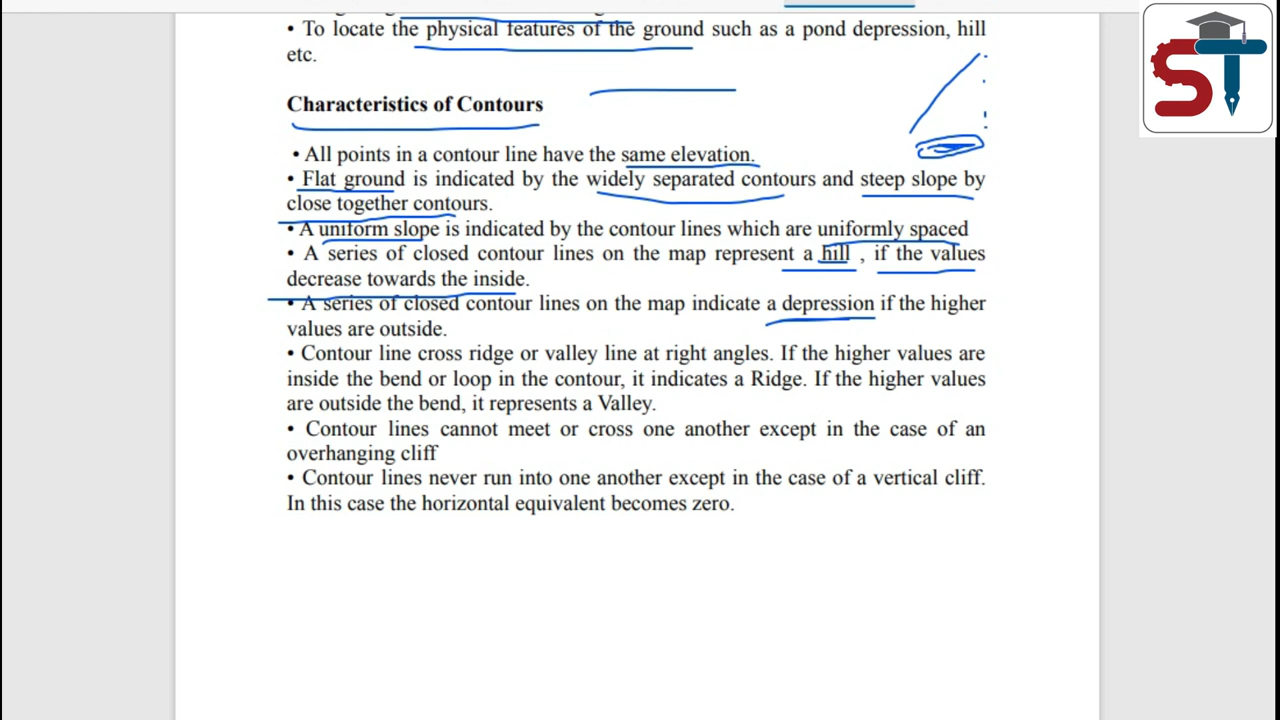 • To locate the physical features of the ground such as a pond depression, hill
etc.
Characteristics of Contours
• All points in a contour line have the same elevation.
• Flat ground is indicated by the widely separated contours and steep slope by
close together contours.
• A uniform slope is indicated by the contour lines which are uniformly spaced
• A series of closed contour lines on the map represent a hill , if the values
decrease towards the inside.
• A series of closed contour lines on the map indicate a depression if the higher
values are outside.
• Contour line cross ridge or valley line at right angles. If the higher values are
inside the bend or loop in the contour, it indicates a Ridge. If the higher values
are outside the bend, it represents a Valley.
• Contour lines cannot meet or cross one another except in the case of an
overhanging cliff
• Contour lines never run into one another except in the case of a vertical cliff.
In this case the horizontal equivalent becomes zero.
ST